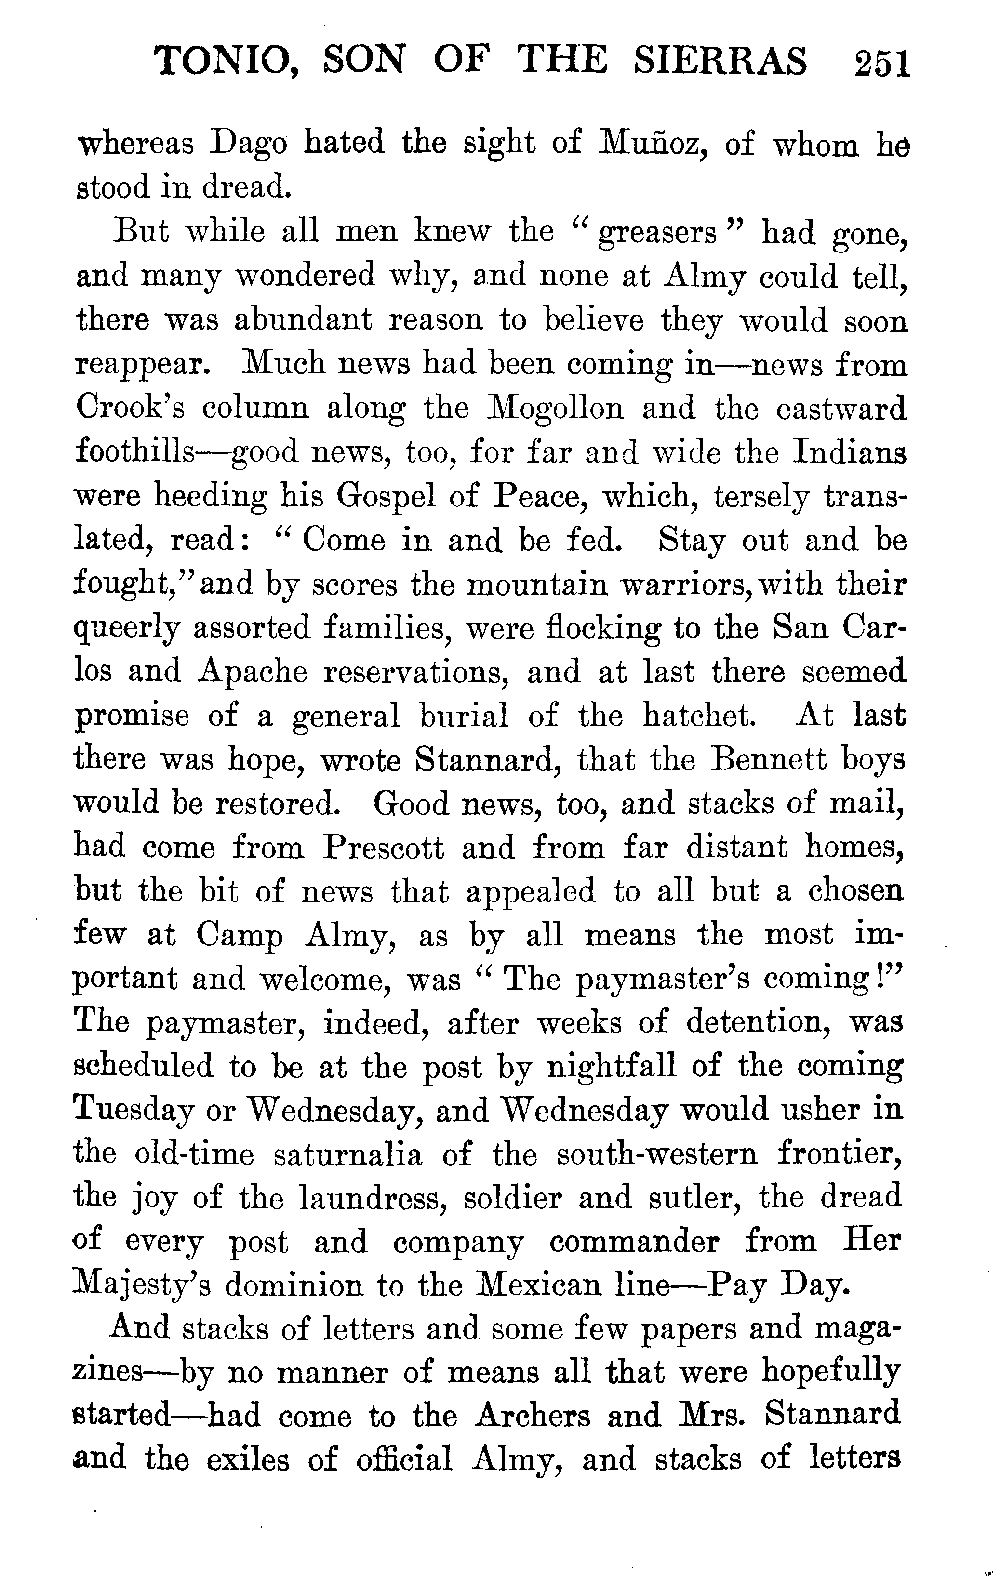 TONIO, SON OF THE SIERRAS 251
whereas Dago hated the sight of Muñoz, of whom he
stood in dread.
But while all men knew the “ greasers ” had gone,
and many wondered why, and none at Almy could tell,
there was abundant reason to believe they would soon
reappear. Much news had been coming in—news from
Crook’s column along the Mogollon and the eastward
foothills—good news, too, for far and wide the Indians
were heeding his Gospel of Peace, which, tersely trans-
lated, read: “ Come in and be fed. Stay out and be
fought,” and by scores the mountain warriors, with their
queerly assorted families, were flocking to the San Car-
los and Apache reservations, and at last there seemed
promise of a general burial of the hatchet. At last
there was hope, wrote Stannard, that the Bennett boys
would be restored. Good news, too, and stacks of mail,
had come from Prescott and from far distant homes,
but the bit of news that appealed to all but a chosen
few at Camp Almy, as by all means the most im-
portant and welcome, was “ The paymaster’s coming!”
The paymaster, indeed, after weeks of detention, was
scheduled to be at the post by nightfall of the coming
Tuesday or Wednesday, and Wednesday would usher in
the old-time saturnalia of the south-western frontier,
the joy of the laundress, soldier and sutler, the dread
of every post and company commander from Her
Majesty’s dominion to the Mexican line—Pay Day.
And stacks of letters and some few papers and maga-
zines—by no manner of means all that were hopefully
started—had come to the Archers and Mrs. Stannard
and the exiles of official Almy, and stacks of letters